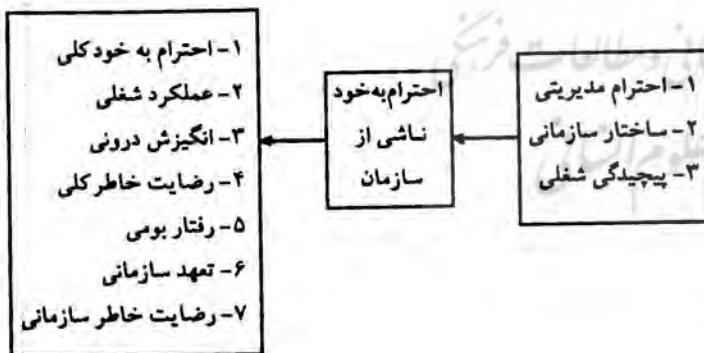 ۱- احترام مدیریتی
۲- ساختار سازمانی
۳- پیچیدگی شغلی
احترام به خود
ناشی از
سازمان
۱- احترام به خود کلی
۲- عملکرد شغلی
۳- انگیزش درونی
۴- رضایت خاطر کلی
۵- رفتار بومی
۶- تعهد سازمانی
۷- رضایت خاطر سازمانی